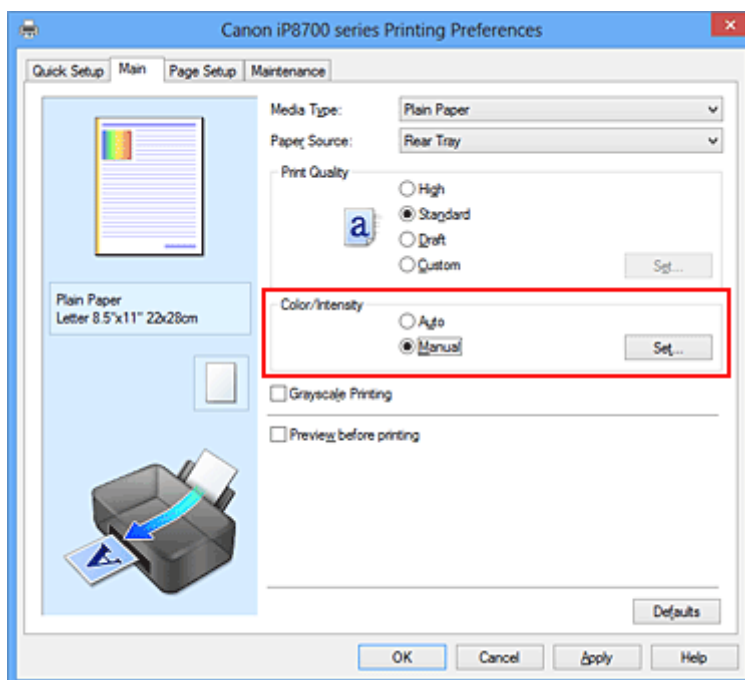 Canon iP8700 series Printing Preferences
Quick Setup Main Page Setup Maintenance
Media Type: Plain Paper
Paper Source: Rear Tray
Print Quality
High
a
Standard
Draft
Custom Set...
Plain Paper
Letter 8.5"x11" 22x28cm
Color/Intensity
Auto
Manual Set...
Grayscale Printing
Preview before printing
A
Defaults
OK Cancel Apply Help